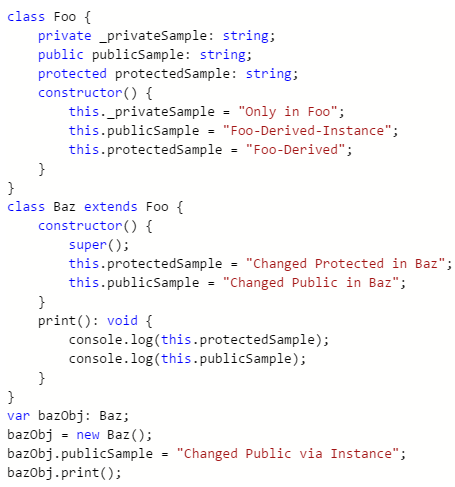 class Foo {
    private _privateSample: string;
    public publicSample: string;
    protected protectedSample: string;
    constructor() {
        this._privateSample = "Only in Foo";
        this.publicSample = "Foo-Derived-Instance";
        this.protectedSample = "Foo-Derived";
    }
}
class Baz extends Foo {
    constructor() {
        super();
        this.protectedSample = "Changed Protected in Baz";
        this.publicSample = "Changed Public in Baz";
    }
    print(): void {
        console.log(this.protectedSample);
        console.log(this.publicSample);
    }
}
var bazObj: Baz;
bazObj = new Baz();
bazObj.publicSample = "Changed Public via Instance";
bazObj.print();